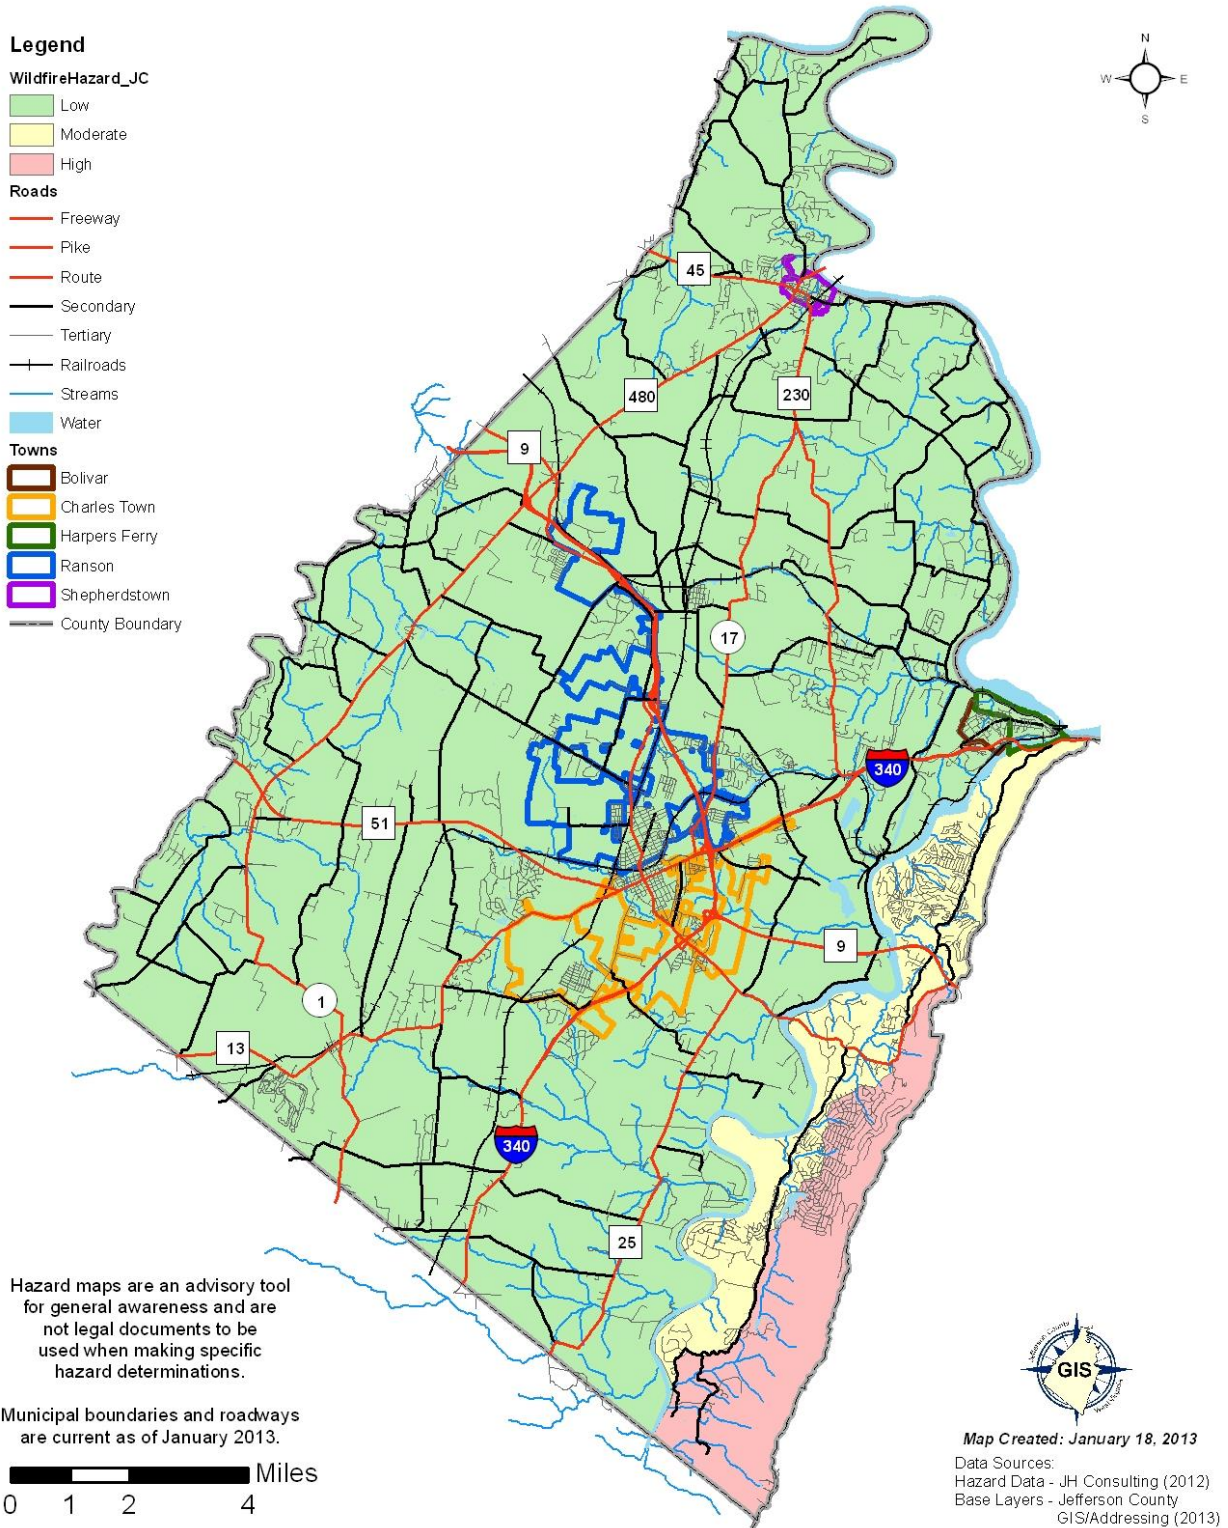 Legend
WildfireHazard_JC
Low
Moderate
High
Roads
Freeway
Pike
Route
Secondary
Tertiary
Railroads
Streams
Water
Towns
Bolivar
Charles Town
Harpers Ferry
Ranson
Shepherdstown
County Boundary
N
W E
S
45
480
230
9
17
340
51
9
1
13
340
25
Hazard maps are an advisory tool
for general awareness and are
not legal documents to be
used when making specific
hazard determinations.
Municipal boundaries and roadways
are current as of January 2013.
Miles
0 1 2 4
Jefferson County
GIS
West Virginia
Map Created: January 18, 2013
Data Sources:
Hazard Data - JH Consulting (2012)
Base Layers - Jefferson County
GIS/Addressing (2013)